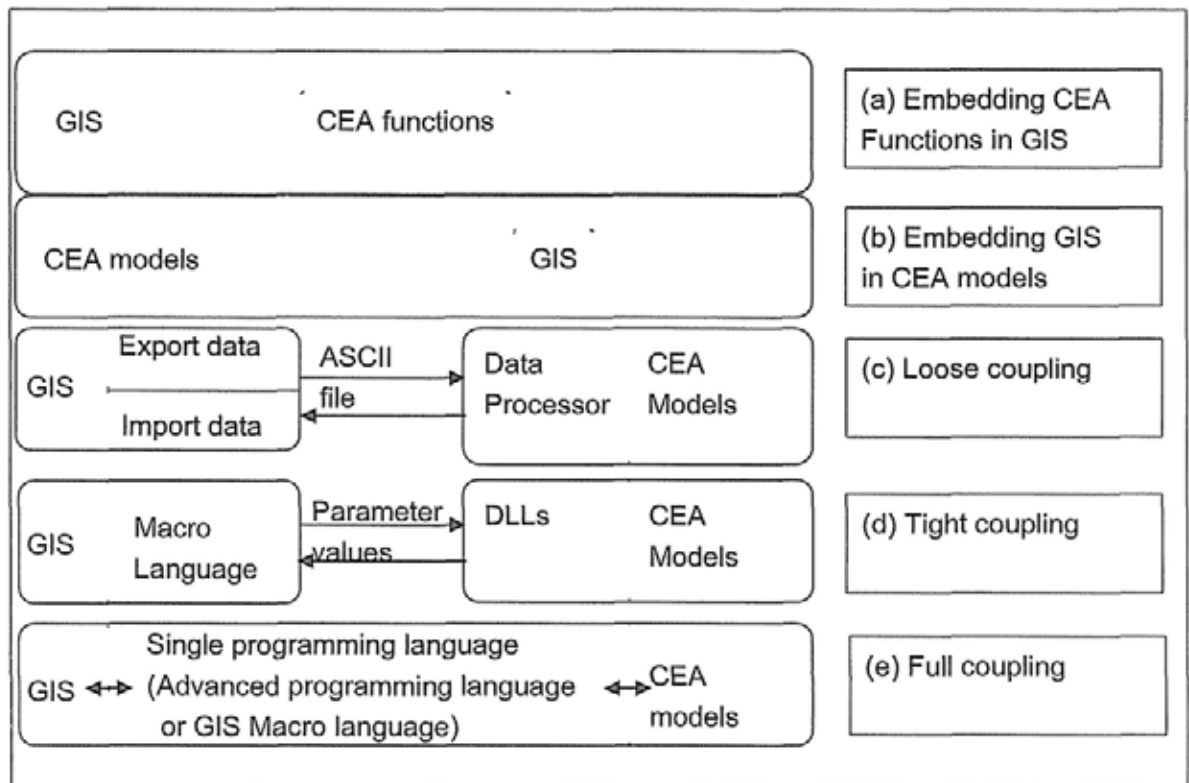 GIS CEA functions
(a) Embedding CEA
Functions in GIS
CEA models GIS
(b) Embedding GIS
in CEA models
GIS
Export data
Import data
ASCII
file
Data
Processor
CEA
Models
(c) Loose coupling
GIS
Macro
Language
Parameter
values
DLLs
CEA
Models
(d) Tight coupling
GIS
Single programming language
(Advanced programming language
or GIS Macro language)
CEA
models
(e) Full coupling